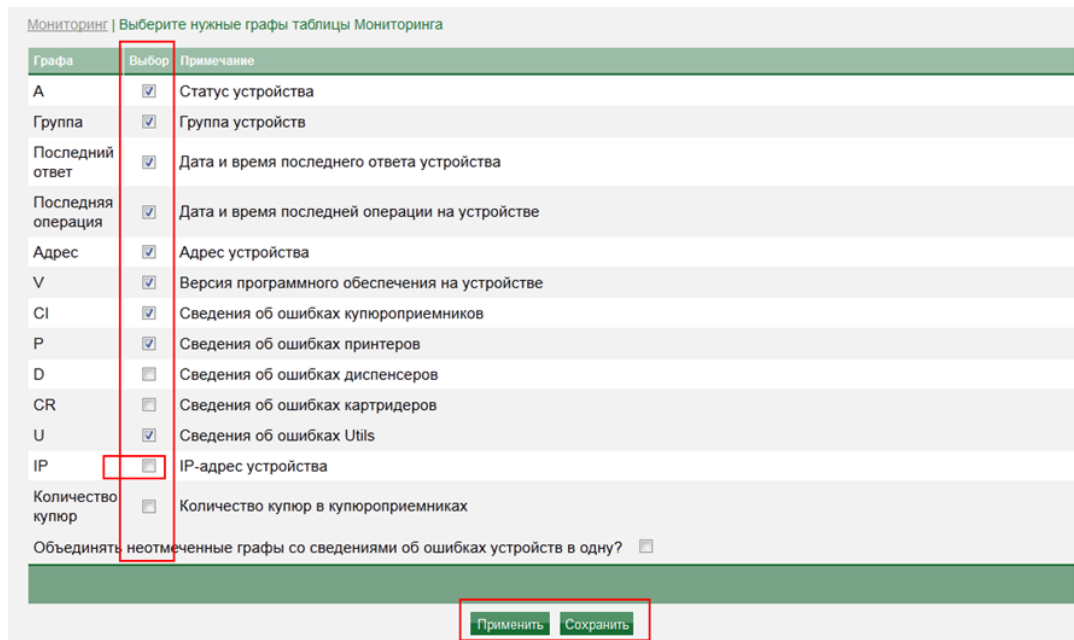 Мониторинг | Выберите нужные графы таблицы Мониторинга
Графа Выбор Примечание
A Статус устройства
Группа Группа устройств
Последний ответ Дата и время последнего ответа устройства
Последняя операция Дата и время последней операции на устройстве
Адрес Адрес устройства
V Версия программного обеспечения на устройстве
CI Сведения об ошибках купюроприемников
P Сведения об ошибках принтеров
D Сведения об ошибках диспенсеров
CR Сведения об ошибках картридеров
U Сведения об ошибках Utils
IP IP-адрес устройства
Количество купюр Количество купюр в купюроприемниках
Объединять неотмеченные графы со сведениями об ошибках устройств в одну?
Применить Сохранить